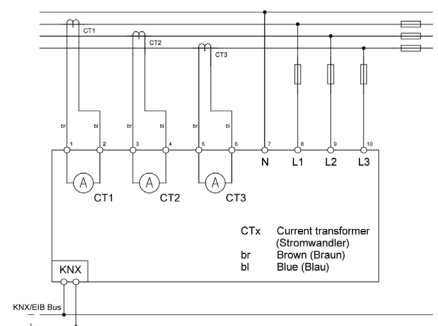 CT1
CT2
CT3
br
bl
br
bl
br
bl
1
2
3
4
5
6
7
8
9
10
N
L1
L2
L3
A
CT1
A
CT2
A
CT3
CTx Current transformer
(Stromwandler)
br Brown (Braun)
bl Blue (Blau)
KNX
KNX/EIB Bus